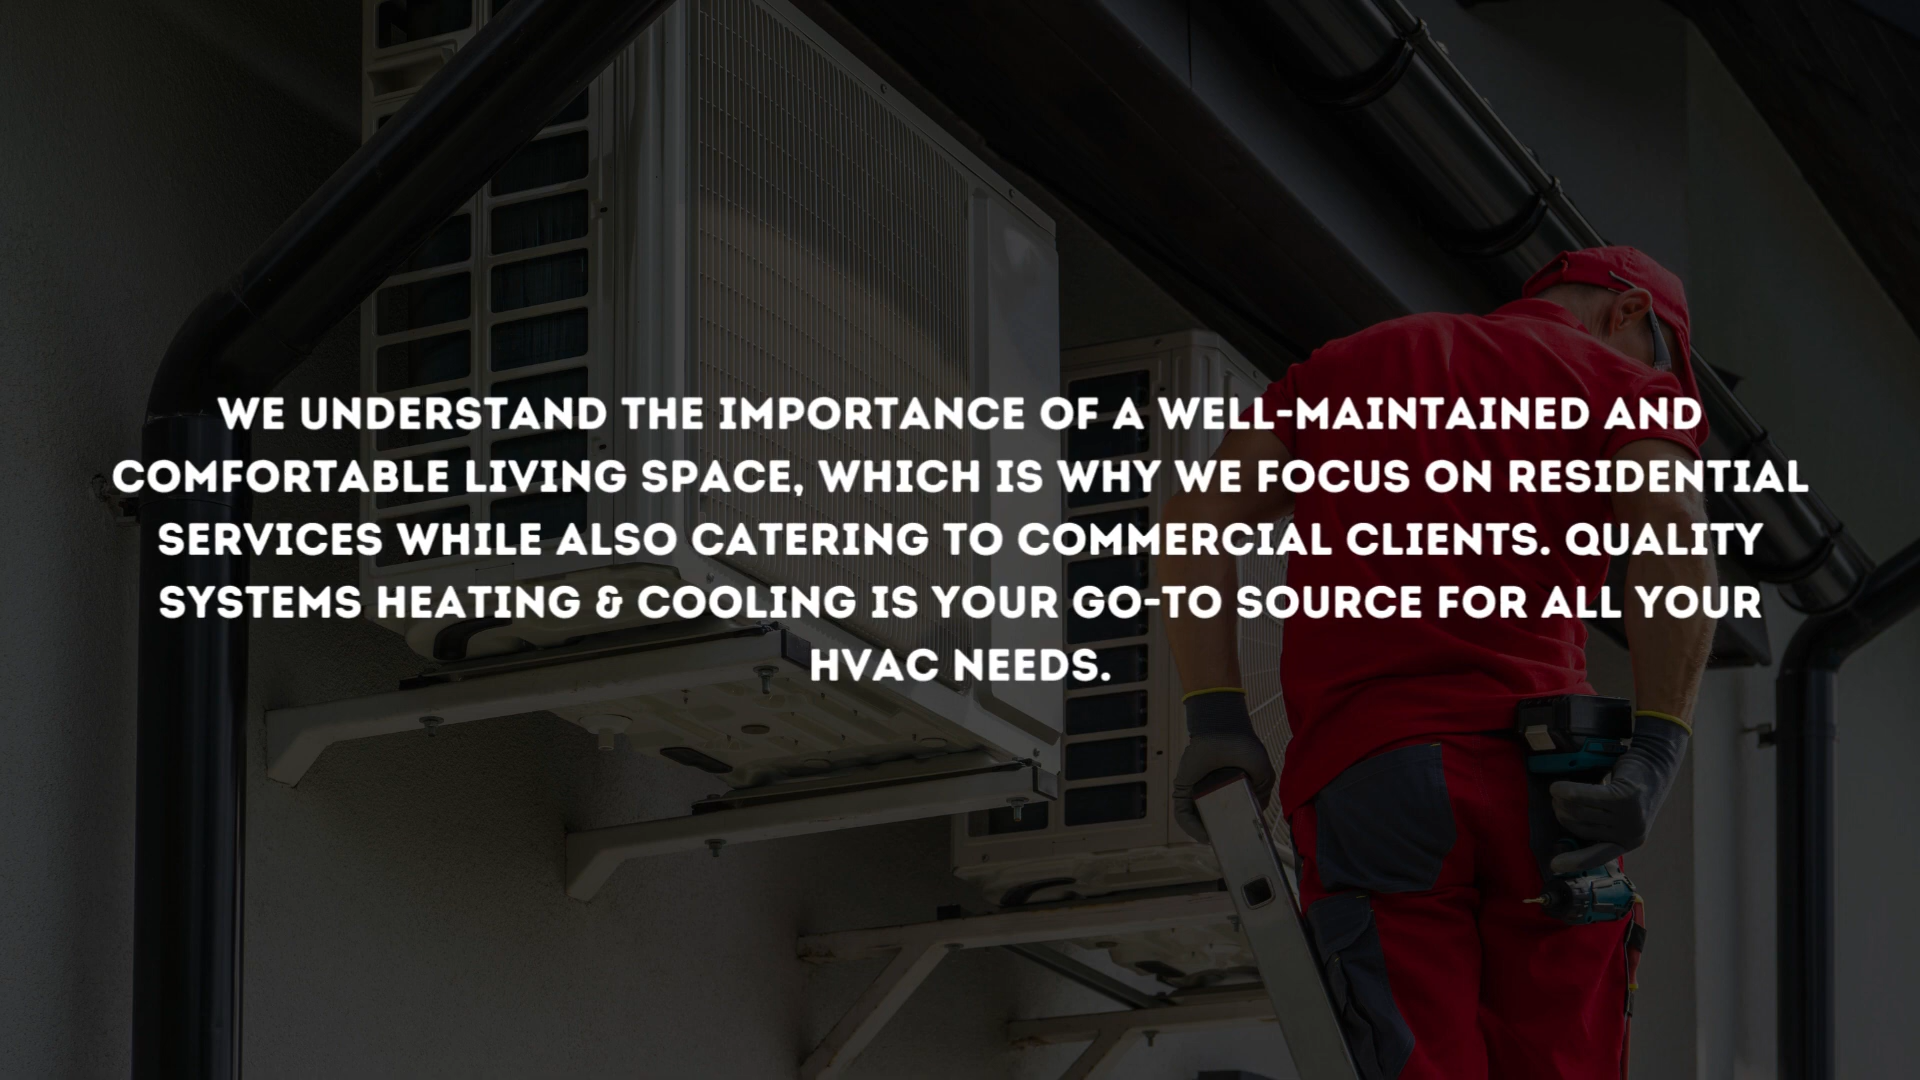 WE UNDERSTAND THE IMPORTANCE OF A WELL-MAINTAINED AND
COMFORTABLE LIVING SPACE, WHICH IS WHY WE FOCUS ON RESIDENTIAL
SERVICES WHILE ALSO CATERING TO COMMERCIAL CLIENTS. QUALITY
SYSTEMS HEATING & COOLING IS YOUR GO-TO SOURCE FOR ALL YOUR
HVAC NEEDS.